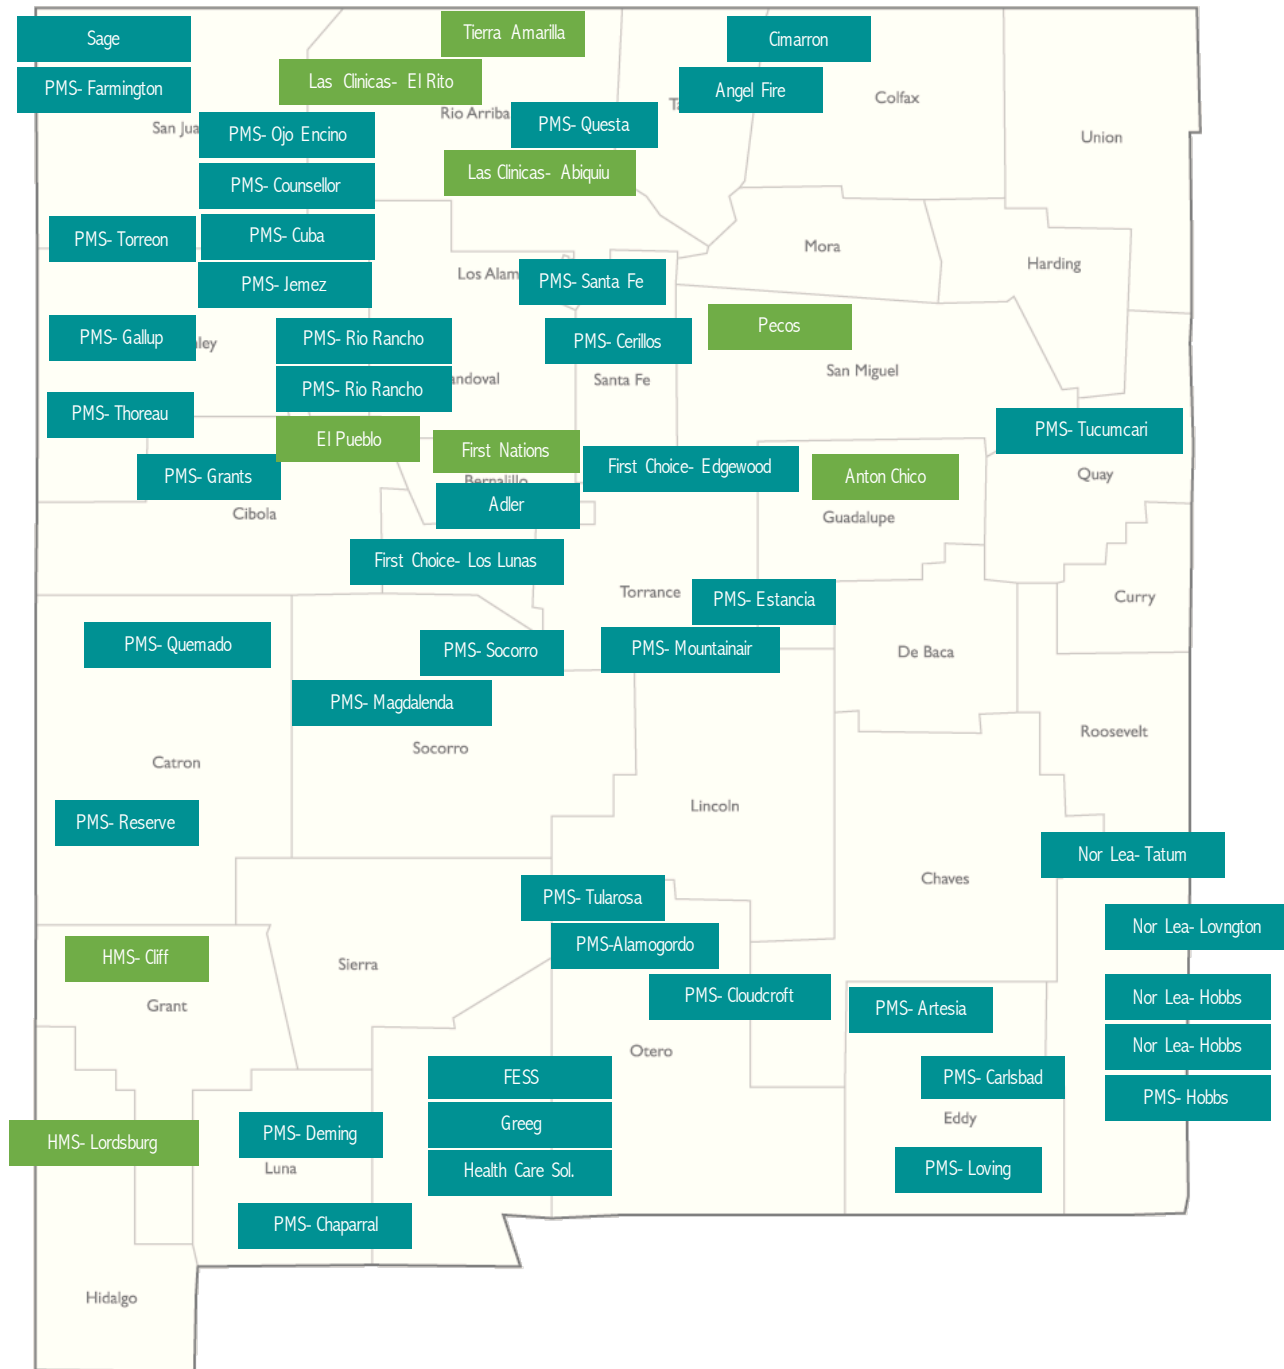 Sage
Tierra Amarilla
Cimarron
PMS- Farmington
Las Clinicas- El Rito
Angel Fire
Colfax
Rio Arriba
PMS- Questa
San Jua
PMS- Ojo Encino
Union
Las Clinicas- Abiquiu
PMS- Counsellor
PMS- Torreon
PMS- Cuba
Mora
Harding
Los Alam
PMS- Santa Fe
PMS- Jemez
Pecos
PMS- Gallup
nley
PMS- Rio Rancho
PMS- Cerillos
San Miguel
PMS- Rio Rancho
andoval
Santa Fe
PMS- Thoreau
El Pueblo
PMS- Tucumcari
First Nations
First Choice- Edgewood
PMS- Grants
Bernalillo
Anton Chico
Quay
Cibola
Adler
Guadalupe
First Choice- Los Lunas
Torrance
PMS- Estancia
Curry
PMS- Quemado
PMS- Socorro
PMS- Mountainair
De Baca
PMS- Magdalenda
Socorro
Roosevelt
Catron
Lincoln
PMS- Reserve
Nor Lea- Tatum
Chaves
PMS- Tularosa
Nor Lea- Lovngton
PMS-Alamogordo
HMS- Cliff
Sierra
Grant
PMS- Cloudcroft
PMS- Artesia
Nor Lea- Hobbs
Otero
Nor Lea- Hobbs
FESS
PMS- Carlsbad
PMS- Hobbs
Greeg
Eddy
PMS- Deming
HMS- Lordsburg
Luna
Health Care Sol.
PMS- Loving
PMS- Chaparral
Hidalgo